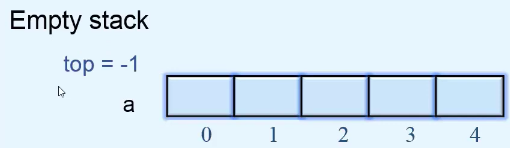 Empty stack
top = -1
a
0 1 2 3 4